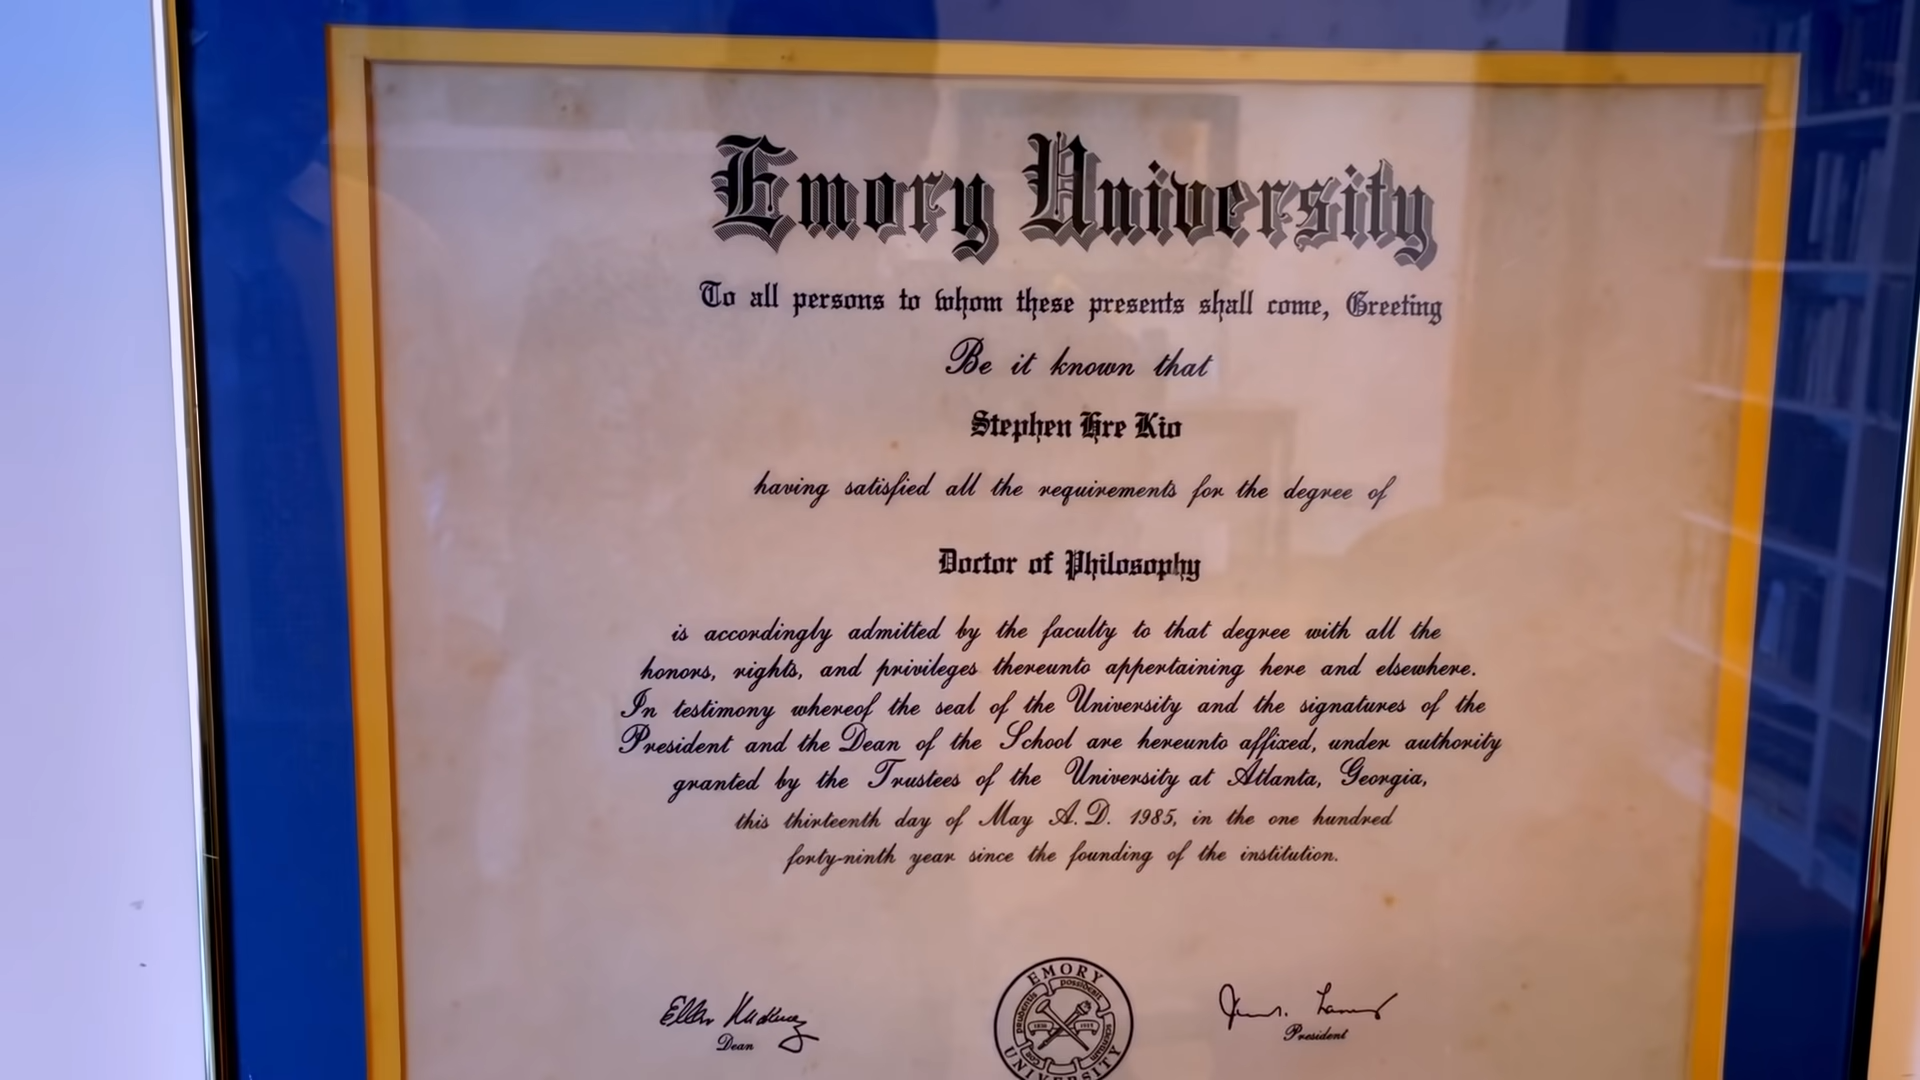 Emory University
To all persons to whom these presents shall come, Greeting
Be it known that
Stephen Hre Kio
having satisfied all the requirements for the degree of
Doctor of Philosophy
is accordingly admitted by the faculty to that degree with all the
honors, rights, and privileges thereunto appertaining here and elsewhere.
In testimony whereof the seal of the University and the signatures of the
President and the Dean of the School are hereunto affixed, under authority
granted by the Trustees of the University at Atlanta, Georgia,
this thirteenth day of May A.D. 1985, in the one hundred
forty-ninth year since the founding of the institution.
Dean
EMORY
UNIVERSITY
President